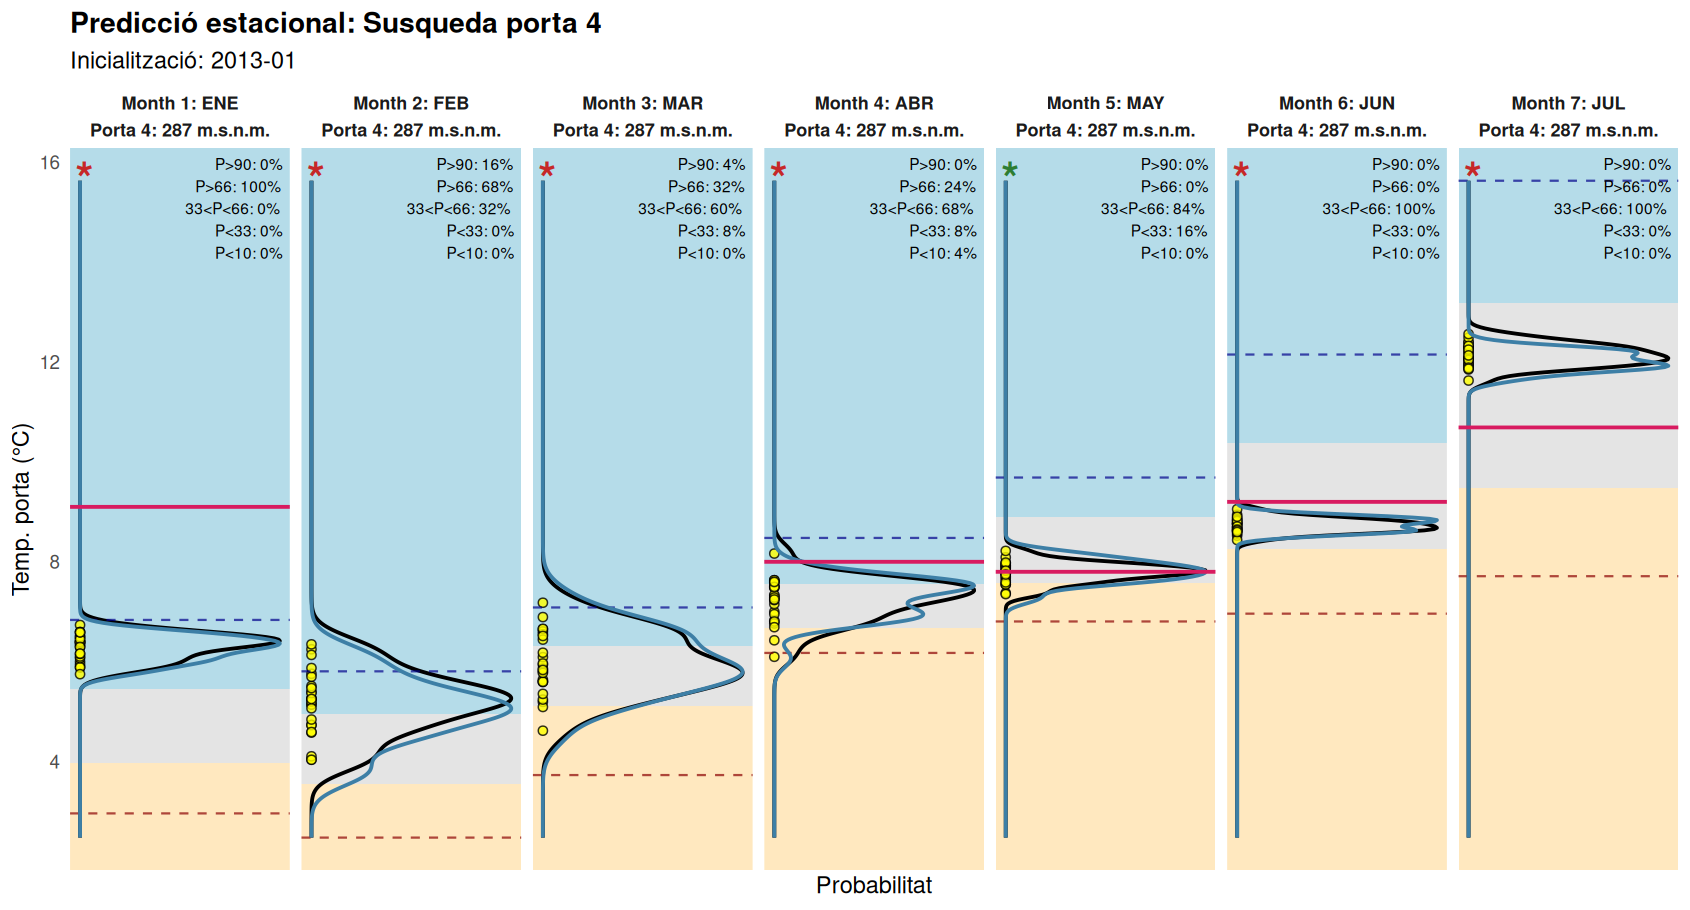 Predicció estacional: Susqueda porta 4
Inicialització: 2013-01
Month 1: ENE
Porta 4: 287 m.s.n.m.
Month 2: FEB
Porta 4: 287 m.s.n.m.
Month 3: MAR
Porta 4: 287 m.s.n.m.
Month 4: ABR
Porta 4: 287 m.s.n.m.
Month 5: MAY
Porta 4: 287 m.s.n.m.
Month 6: JUN
Porta 4: 287 m.s.n.m.
Month 7: JUL
Porta 4: 287 m.s.n.m.
Temp. porta (°C)
16
12
8
4
*
P>90: 0%
P>66: 100%
33<P<66: 0%
P<33: 0%
P<10: 0%
*
P>90: 16%
P>66: 68%
33<P<66: 32%
P<33: 0%
P<10: 0%
*
P>90: 4%
P>66: 32%
33<P<66: 60%
P<33: 8%
P<10: 0%
*
P>90: 0%
P>66: 24%
33<P<66: 68%
P<33: 8%
P<10: 4%
*
P>90: 0%
P>66: 0%
33<P<66: 84%
P<33: 16%
P<10: 0%
*
P>90: 0%
P>66: 0%
33<P<66: 100%
P<33: 0%
P<10: 0%
*
P>90: 0%
P>66: 0%
33<P<66: 100%
P<33: 0%
P<10: 0%
Probabilitat